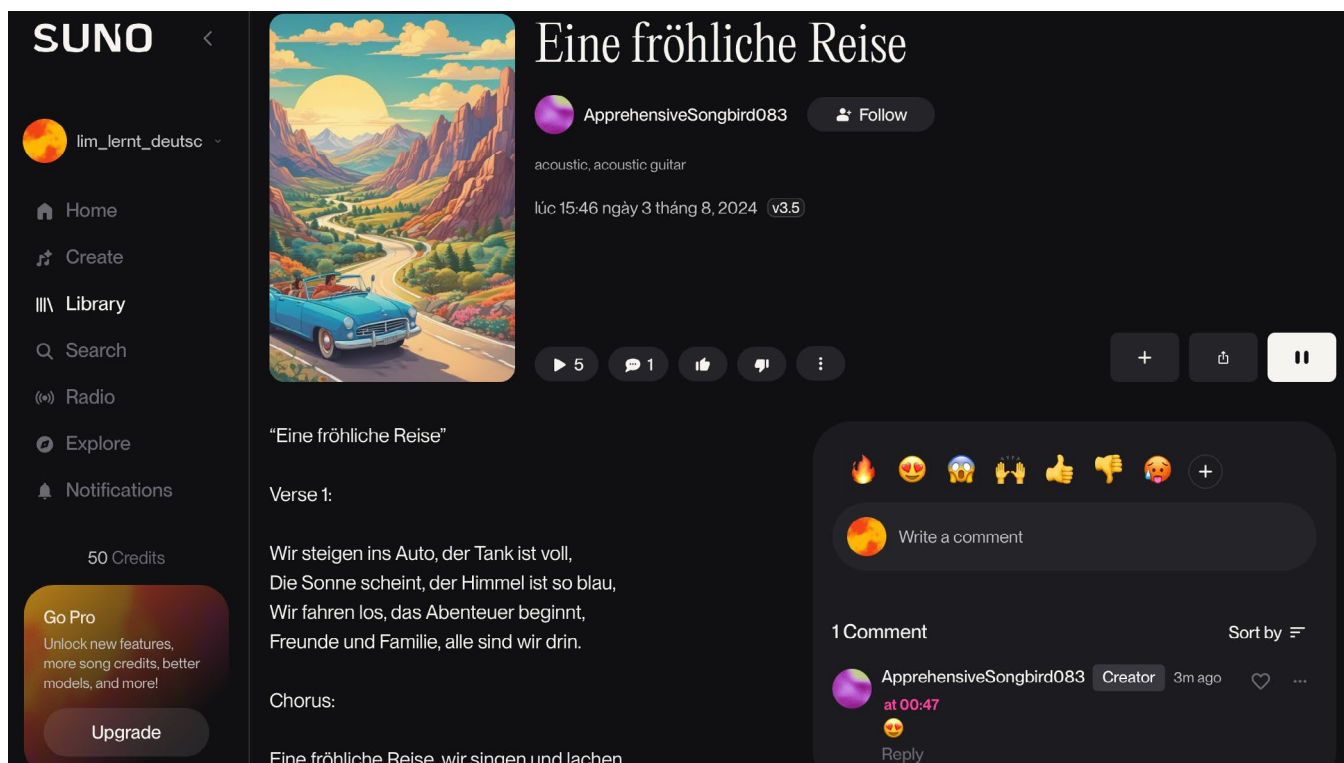 SUNO
lim_lernt_deutsc
Home
Create
Library
Search
Radio
Explore
Notifications
50 Credits
Go Pro
Unlock new features,
more song credits, better
models, and more!
Upgrade
Eine fröhliche Reise
ApprehensiveSongbird083
Follow
acoustic, acoustic guitar
lúc 15:46 ngày 3 tháng 8, 2024 v3.5
5
1
“Eine fröhliche Reise”
Verse 1:
Wir steigen ins Auto, der Tank ist voll,
Die Sonne scheint, der Himmel ist so blau,
Wir fahren los, das Abenteuer beginnt,
Freunde und Familie, alle sind wir drin.
Chorus:
Eine fröhliche Reise, wir singen und lachen
Write a comment
1 Comment
Sort by
ApprehensiveSongbird083 Creator 3m ago
at 00:47
Reply